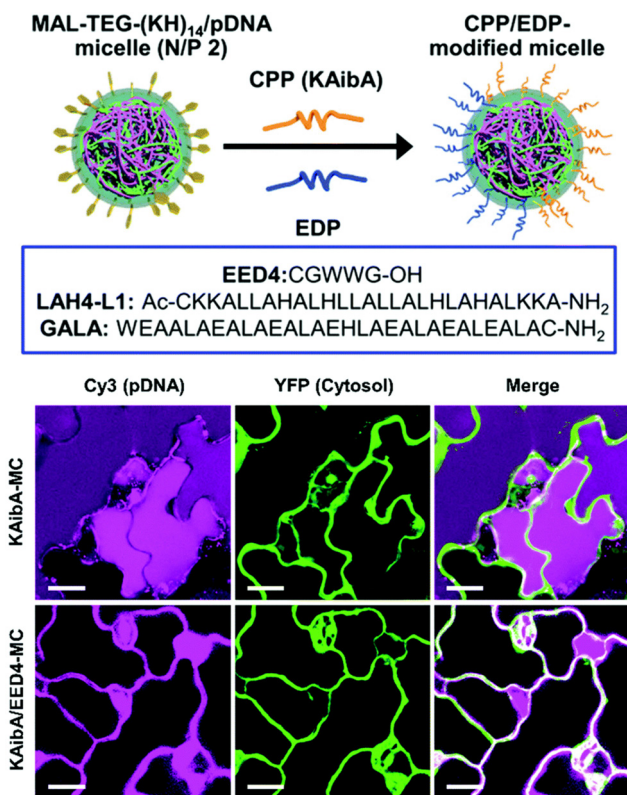 MAL-TEG-(KH)14/pDNA
micelle (N/P 2)
CPP (KAibA)
EDP
CPP/EDP-
modified micelle
EED4:CGWWG-OH
LAH4-L1: Ac-CKKALLAHALHLLALLALHLAHALKKA-NH2
GALA: WEAALAEALAEALAEHLAEALAEALEALAC-NH2
Cy3 (pDNA)
YFP (Cytosol)
Merge
KAibA-MC
KAibA/EED4-MC